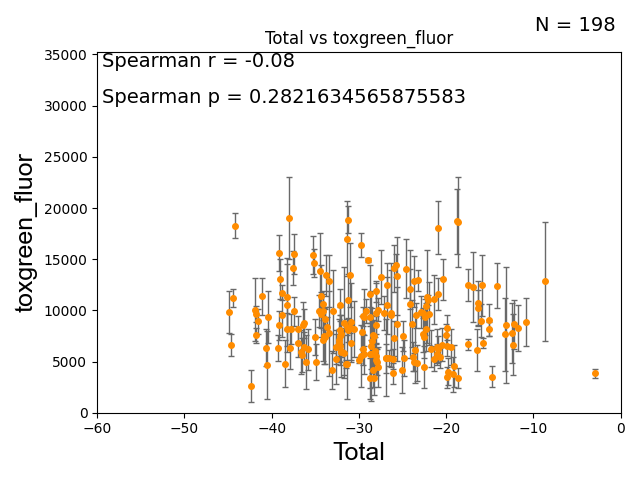 N = 198
Total vs toxgreen_fluor
Spearman r = -0.08
Spearman p = 0.2821634565875583
35000
30000
25000
20000
15000
10000
5000
0
toxgreen_fluor
−60 −50 −40 −30 −20 −10 0
Total